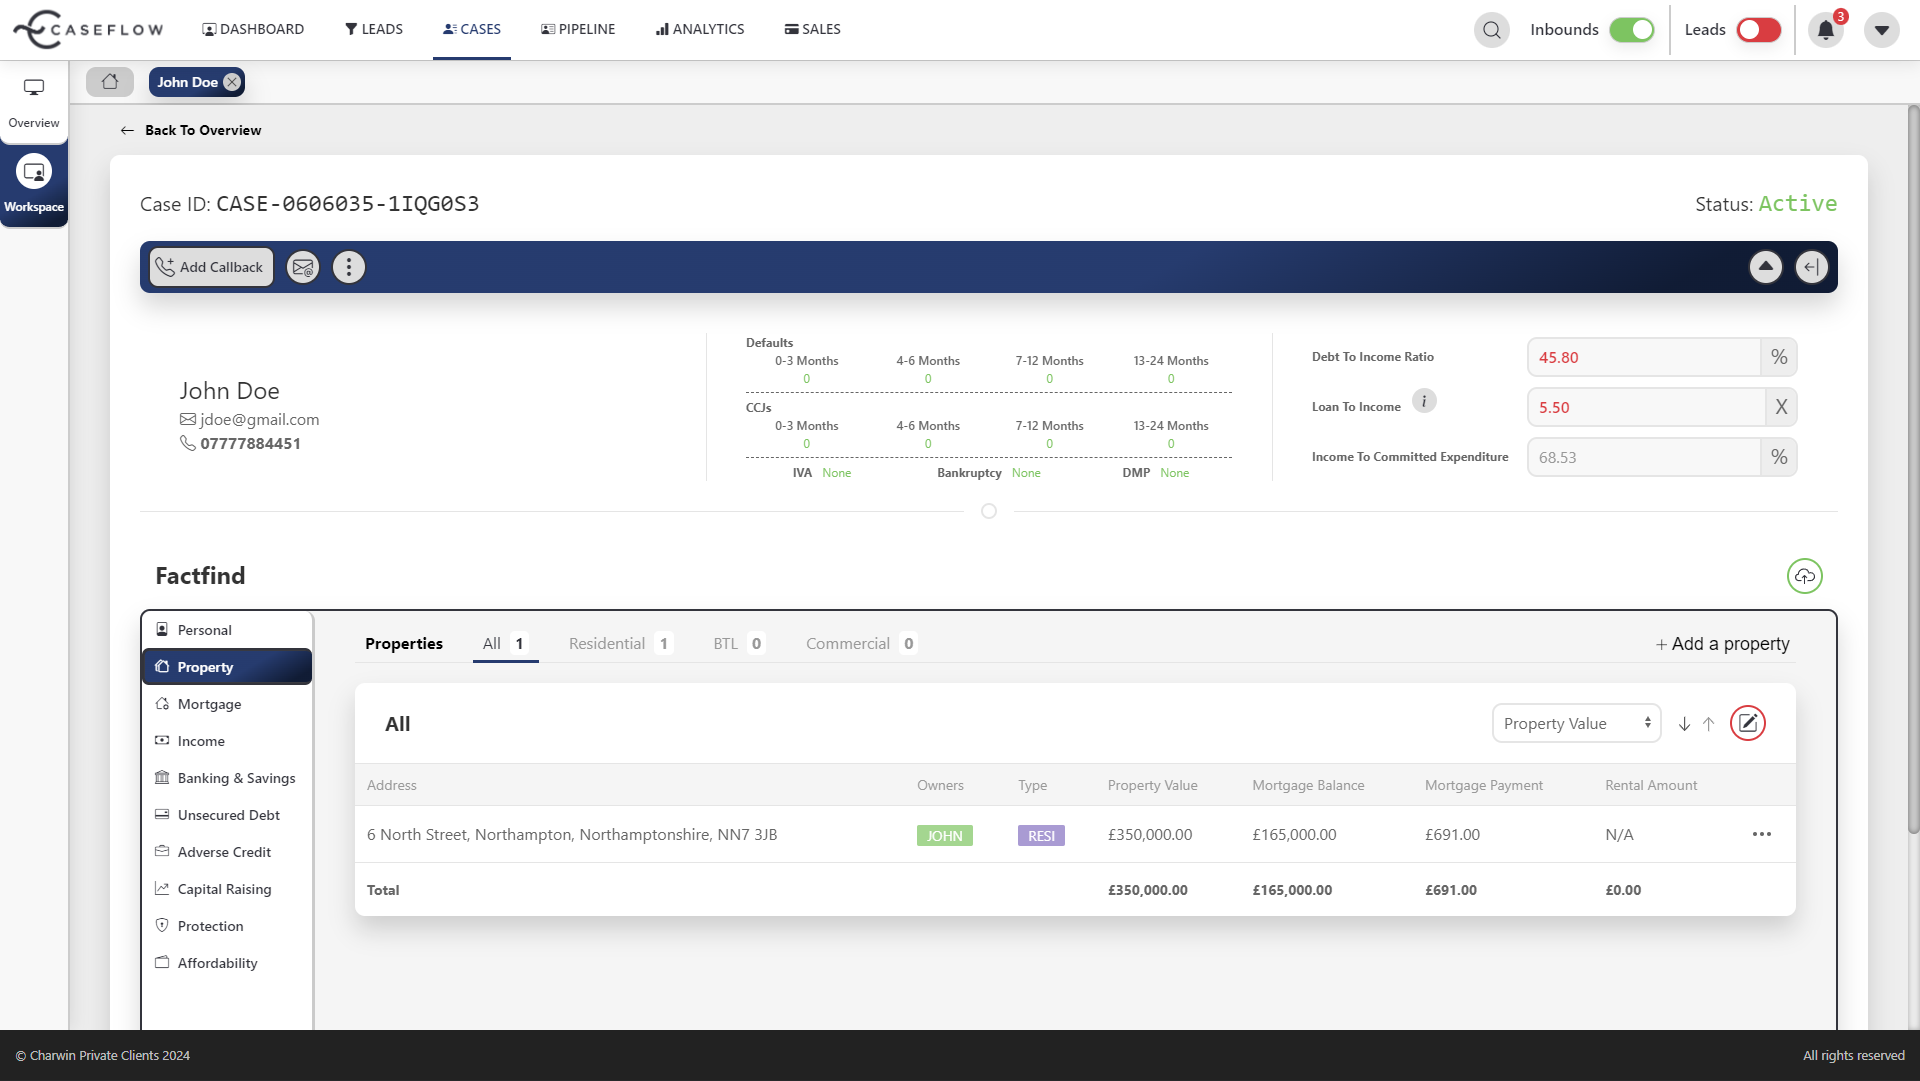 CASEFLOW
DASHBOARD
LEADS
CASES
PIPELINE
ANALYTICS
SALES
Inbounds
Leads
3
Overview
Workspace
John Doe
Back To Overview
Case ID: CASE-0606035-1IQG0S3
Status: Active
Add Callback
John Doe
jdoe@gmail.com
07777884451
Defaults
0-3 Months 4-6 Months 7-12 Months 13-24 Months
0 0 0 0
CCJs
0-3 Months 4-6 Months 7-12 Months 13-24 Months
0 0 0 0
IVA None Bankruptcy None DMP None
Debt To Income Ratio 45.80 %
Loan To Income i 5.50 X
Income To Committed Expenditure 68.53 %
Factfind
Personal
Property
Mortgage
Income
Banking & Savings
Unsecured Debt
Adverse Credit
Capital Raising
Protection
Affordability
Properties All 1 Residential 1 BTL 0 Commercial 0 + Add a property
All Property Value
Address Owners Type Property Value Mortgage Balance Mortgage Payment Rental Amount
6 North Street, Northampton, Northamptonshire, NN7 3JB JOHN RESI £350,000.00 £165,000.00 £691.00 N/A
Total £350,000.00 £165,000.00 £691.00 £0.00
© Charwin Private Clients 2024
All rights reserved